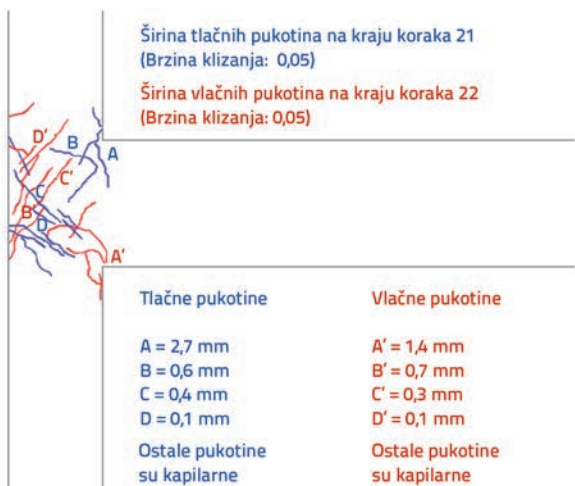 Širina tlačnih pukotina na kraju koraka 21
(Brzina klizanja: 0,05)
Širina vlačnih pukotina na kraju koraka 22
(Brzina klizanja: 0,05)
D'
B
A
C'
C
B'
D
A'
Tlačne pukotine
A = 2,7 mm
B = 0,6 mm
C = 0,4 mm
D = 0,1 mm
Ostale pukotine
su kapilarne
Vlačne pukotine
A' = 1,4 mm
B' = 0,7 mm
C' = 0,3 mm
D' = 0,1 mm
Ostale pukotine
su kapilarne